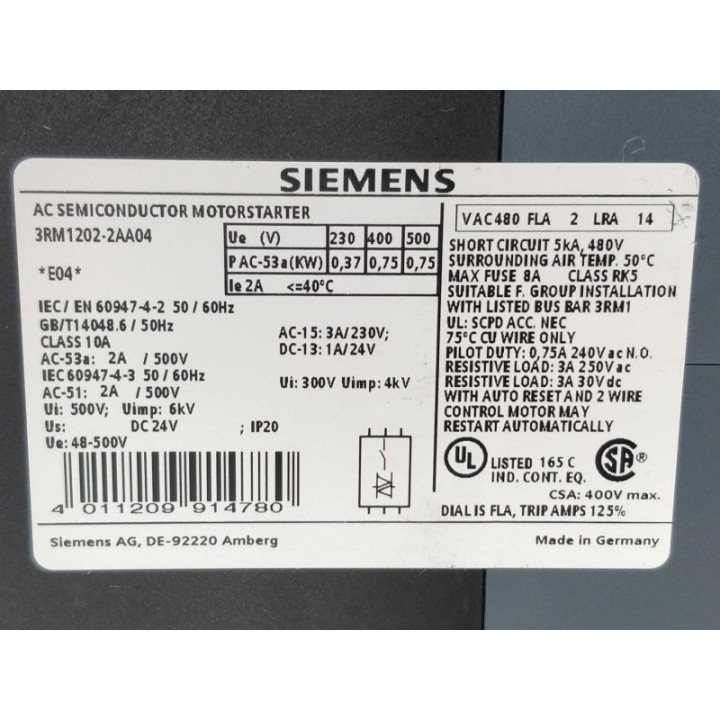 SIEMENS
AC SEMICONDUCTOR MOTORSTARTER
3RM1202-2AA04
*E04*
Ue (V) 230 400 500
P AC-53a(KW) 0,37 0,75 0,75
Ie 2A <=40°C
IEC/ EN 60947-4-2 50 / 60Hz
GB/T14048.6 / 50Hz
CLASS 10A
AC-53a: 2A / 500V
IEC60947-4-3 50 / 60Hz
AC-51: 2A / 500V
Ui: 500V; Uimp: 6kV
Us: DC 24V ; IP20
Ue: 48-500V
AC-15: 3A/230V;
DC-13: 1A/24V
Ui: 300V Uimp: 4kV
4 011209 914780
Siemens AG, DE-92220 Amberg
VAC480 FLA 2 LRA 14
SHORT CIRCUIT 5kA, 480V
SURROUNDING AIR TEMP. 50°C
MAX FUSE 8A CLASS RK5
SUITABLE F. GROUP INSTALLATION
WITH LISTED BUS BAR 3RM1
UL: SCPD ACC. NEC
75°C CU WIRE ONLY
PILOT DUTY: 0,75A 240V ac N.O.
RESISTIVE LOAD: 3A 250V ac
RESISTIVE LOAD: 3A 30V dc
WITH AUTO RESET AND 2 WIRE
CONTROL MOTOR MAY
RESTART AUTOMATICALLY
UL LISTED 165 C
IND. CONT. EQ.
SA ®
CSA: 400V max.
DIAL IS FLA, TRIP AMPS 125%
Made in Germany